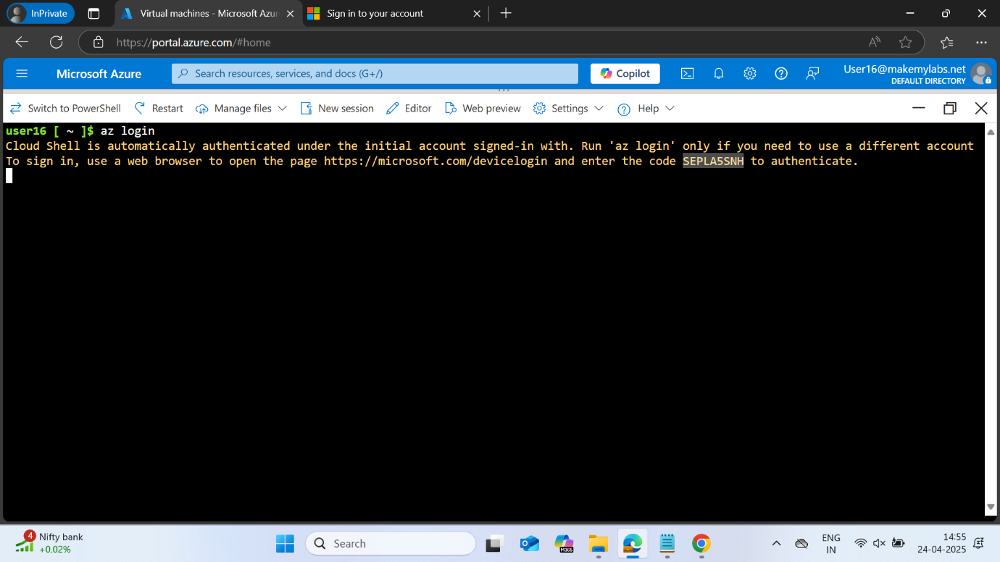 InPrivate
Virtual machines - Microsoft Azur
Sign in to your account
https://portal.azure.com/#home
Microsoft Azure
Search resources, services, and docs (G+/)
Copilot
User16@makemylabs.net
DEFAULT DIRECTORY
Switch to PowerShell Restart Manage files New session Editor Web preview Settings Help
user16 [ ~ ]$ az login
Cloud Shell is automatically authenticated under the initial account signed-in with. Run 'az login' only if you need to use a different account
To sign in, use a web browser to open the page https://microsoft.com/devicelogin and enter the code SEPLA5SNH to authenticate.
4
Nifty bank
+0.02%
Search
M365
ENG
IN
14:55
24-04-2025